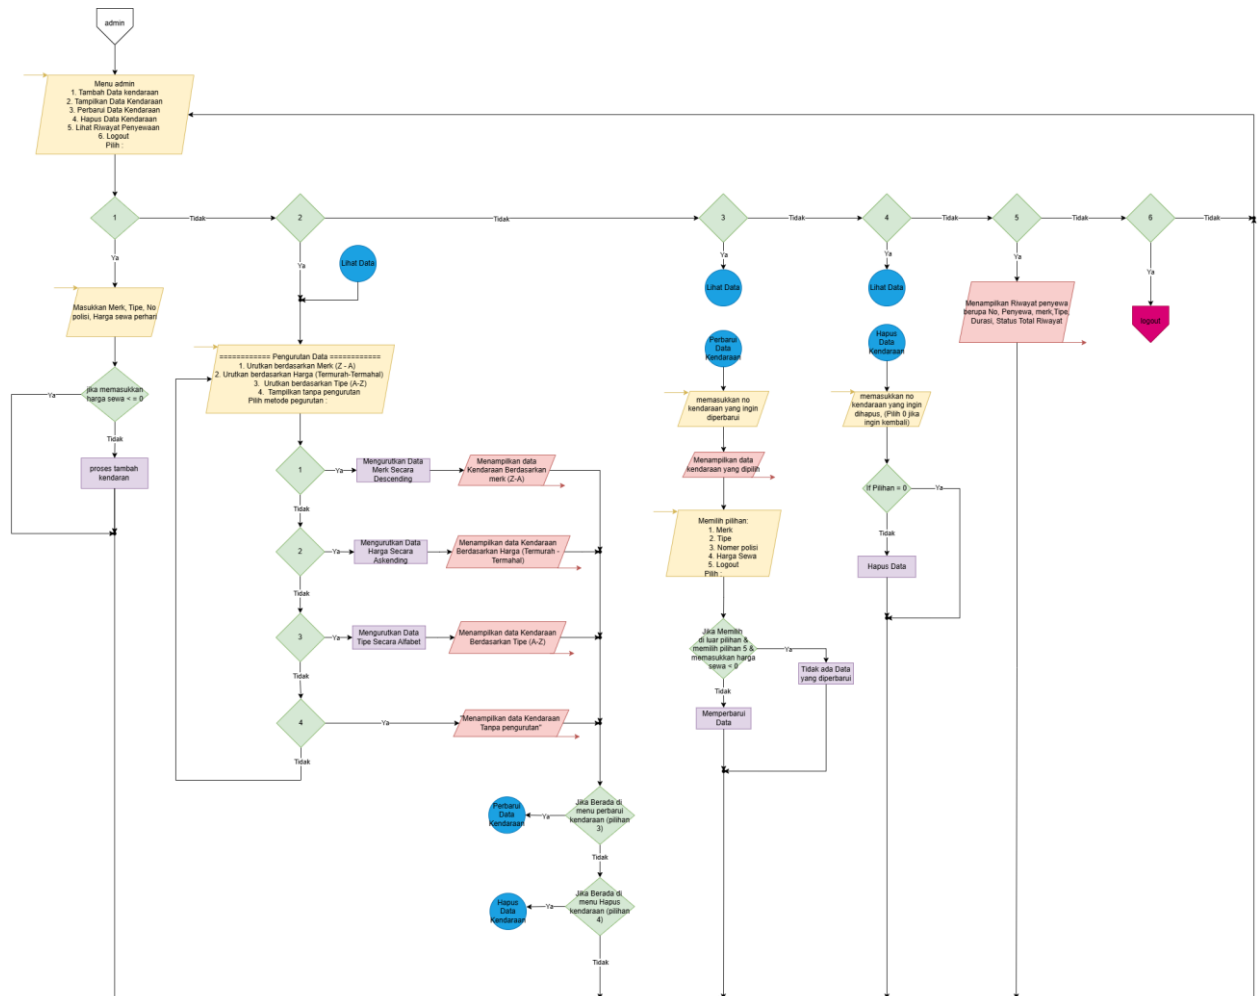 admin
Menu admin
1. Tambah Data kendaraan
2. Tampilkan Data Kendaraan
3. Perbarui Data Kendaraan
4. Hapus Data Kendaraan
5. Lihat Riwayat Penyewaan
6. Logout
Pilih :
1
Tidak
2
Tidak
3
Tidak
4
Tidak
5
Tidak
6
Tidak
Ya
Ya
Ya
Ya
Ya
Ya
Masukkan Merk, Tipe, No
polisi, Harga sewa perhari
jika memasukkan
harga sewa < = 0
Ya
Tidak
proses tambah
kendaran
Lihat Data
============ Pengurutan Data ============
1. Urutkan berdasarkan Merk (Z - A)
2. Urutkan berdasarkan Harga (Termurah-Termahal)
3. Urutkan berdasarkan Tipe (A-Z)
4. Tampilkan tanpa pengurutan
Pilih metode pegurutan :
1
Ya
Mengurutkan Data
Merk Secara
Descending
Menampilkan data
Kendaraan Berdasarkan
merk (Z-A)
Tidak
2
Ya
Mengurutkan Data
Harga Secara
Askending
Menampilkan data Kendaraan
Berdasarkan Harga (Termurah -
Termahal)
Tidak
3
Ya
Mengurutkan Data
Tipe Secara Alfabet
Menampilkan data Kendaraan
Berdasarkan Tipe (A-Z)
Tidak
4
Ya
"Menampilkan data Kendaraan
Tanpa pengurutan"
Tidak
Jika Berada di
menu perbarui
kendaraan (pilihan
3)
Ya
Perbarui
Data
Kendaraan
Tidak
Jika Berada di
menu Hapus
kendaraan (pilihan
4)
Ya
Hapus
Data
Kendaraan
Tidak
Lihat Data
Perbarui
Data
Kendaraan
memasukkan no
kendaraan yang ingin
diperbarui
Menampilkan data
kendaraan yang dipilih
Memilih pilihan:
1. Merk
2. Tipe
3. Nomer polisi
4. Harga Sewa
5. Logout
Pilih :
Jika Memilih
di luar pilihan &
memilih pilihan 5 &
memasukkan harga
sewa < 0
Ya
Tidak ada Data
yang diperbarui
Tidak
Memperbarui
Data
Lihat Data
Hapus
Data
Kendaraan
memasukkan no
kendaraan yang ingin
dihapus, (Pilih 0 jika
ingin kembali)
If Pilihan = 0
Ya
Tidak
Hapus Data
Menampilkan Riwayat penyewa
berupa No, Penyewa, merk,Tipe,
Durasi, Status Total Riwayat
logout